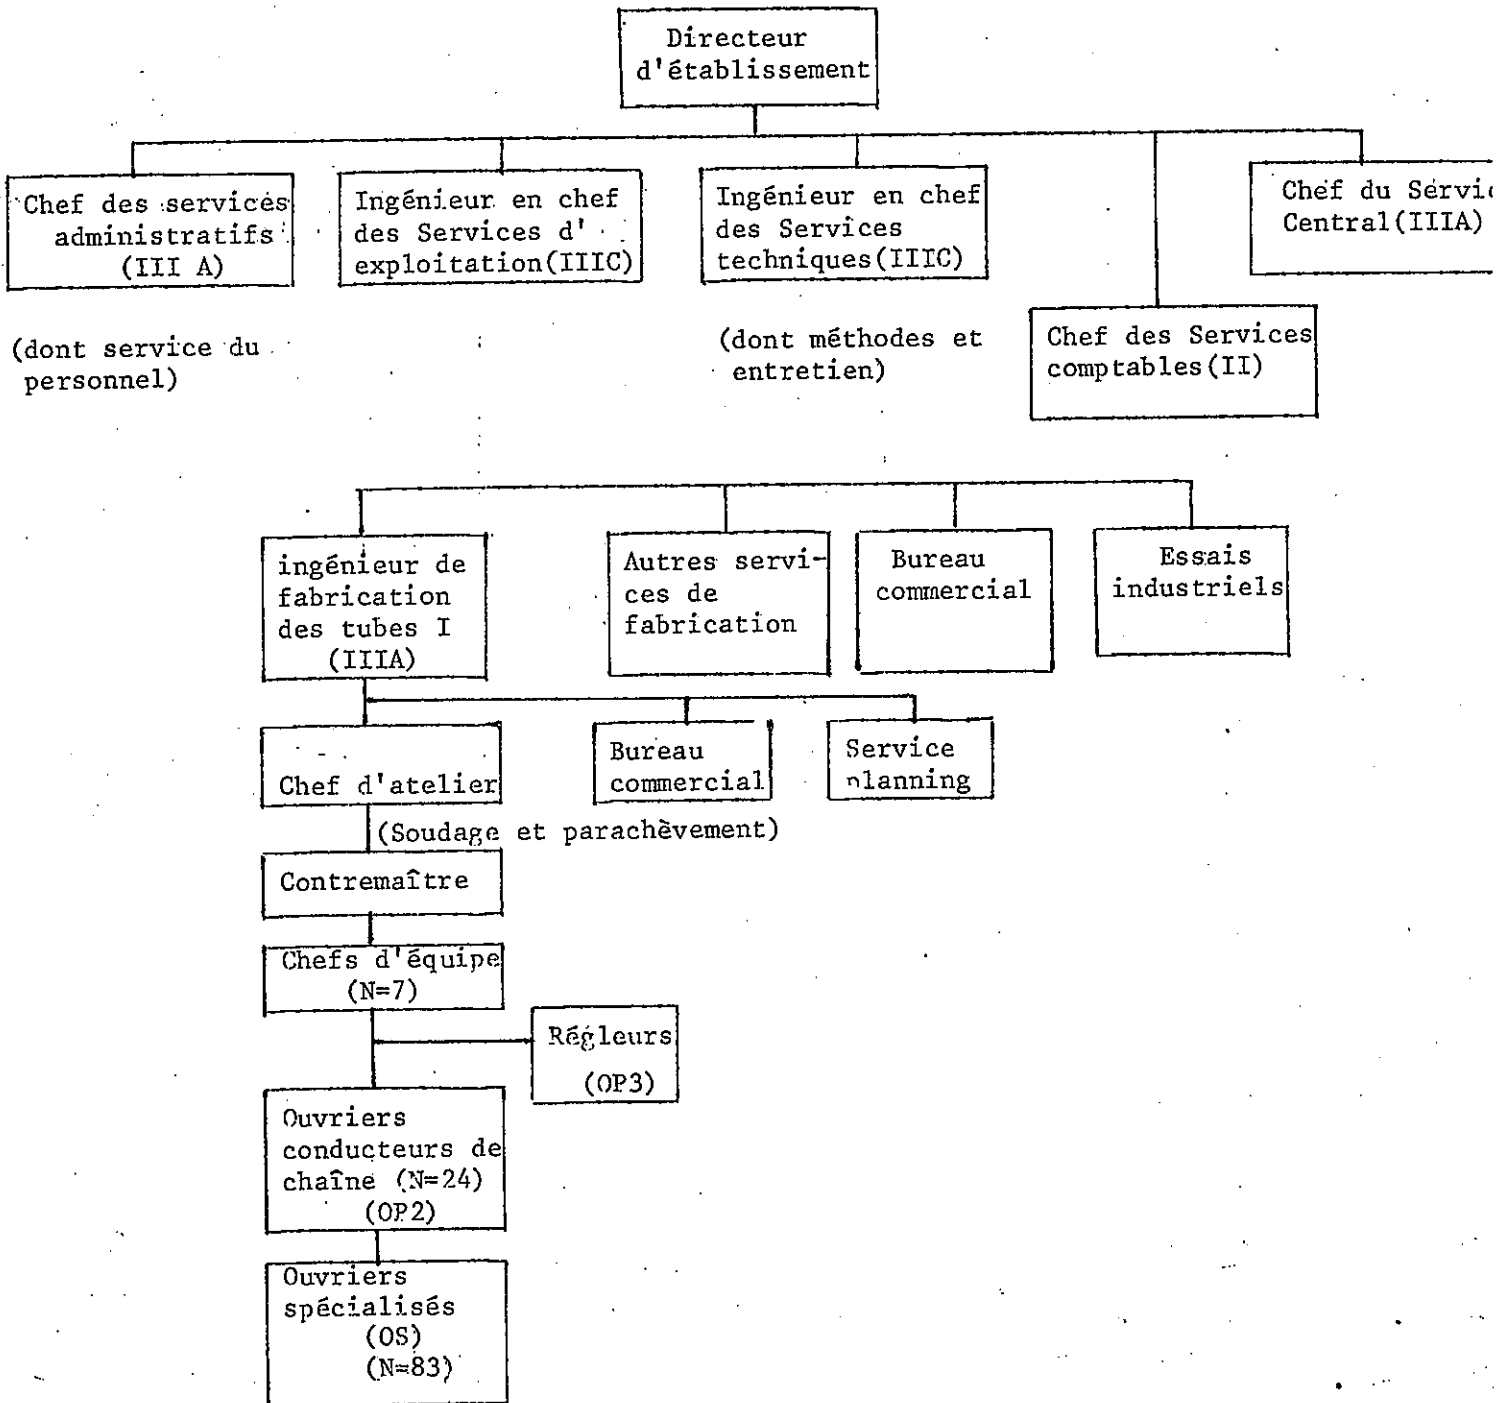 Directeur
d'établissement
Chef des services
administratifs
(III A)
Ingénieur en chef
des Services d'
exploitation(IIIC)
Ingénieur en chef
des Services
techniques(IIIC)
Chef du Servic
Central(IIIA)
(dont service du
personnel)
(dont méthodes et
entretien)
Chef des Services
comptables(II)
ingénieur de
fabrication
des tubes I
(IIIA)
Autres servi-
ces de
fabrication
Bureau
commercial
Essais
industriels
Chef d'atelier
Bureau
commercial
Service
planning
(Soudage et parachèvement)
Contremaître
Chefs d'équipe
(N=7)
Régleurs
(OP3)
Ouvriers
conducteurs de
chaîne (N=24)
(OP2)
Ouvriers
spécialisés
(OS)
(N=83)